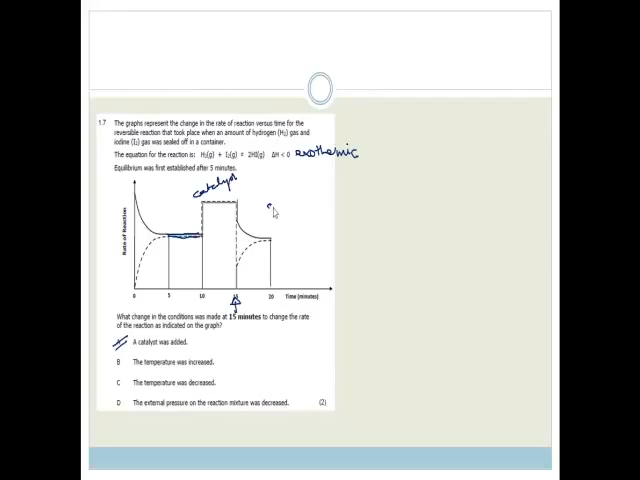 1.7 The graphs represent the change in the rate of reaction versus time for the
reversible reaction that took place when an amount of hydrogen (H₂) gas and
iodine (I₂) gas was sealed off in a container.
The equation for the reaction is: H₂(g) + I₂(g) = 2HI(g) ΔH < 0 exothemic
Equilibrium was first established after 5 minutes.
catalyst
Rate of Reaction
0 5 10 15 20 Time (minutes)
What change in the conditions was made at 15 minutes to change the rate
of the reaction as indicated on the graph?
A A catalyst was added.
B The temperature was increased.
C The temperature was decreased.
D The external pressure on the reaction mixture was decreased. (2)